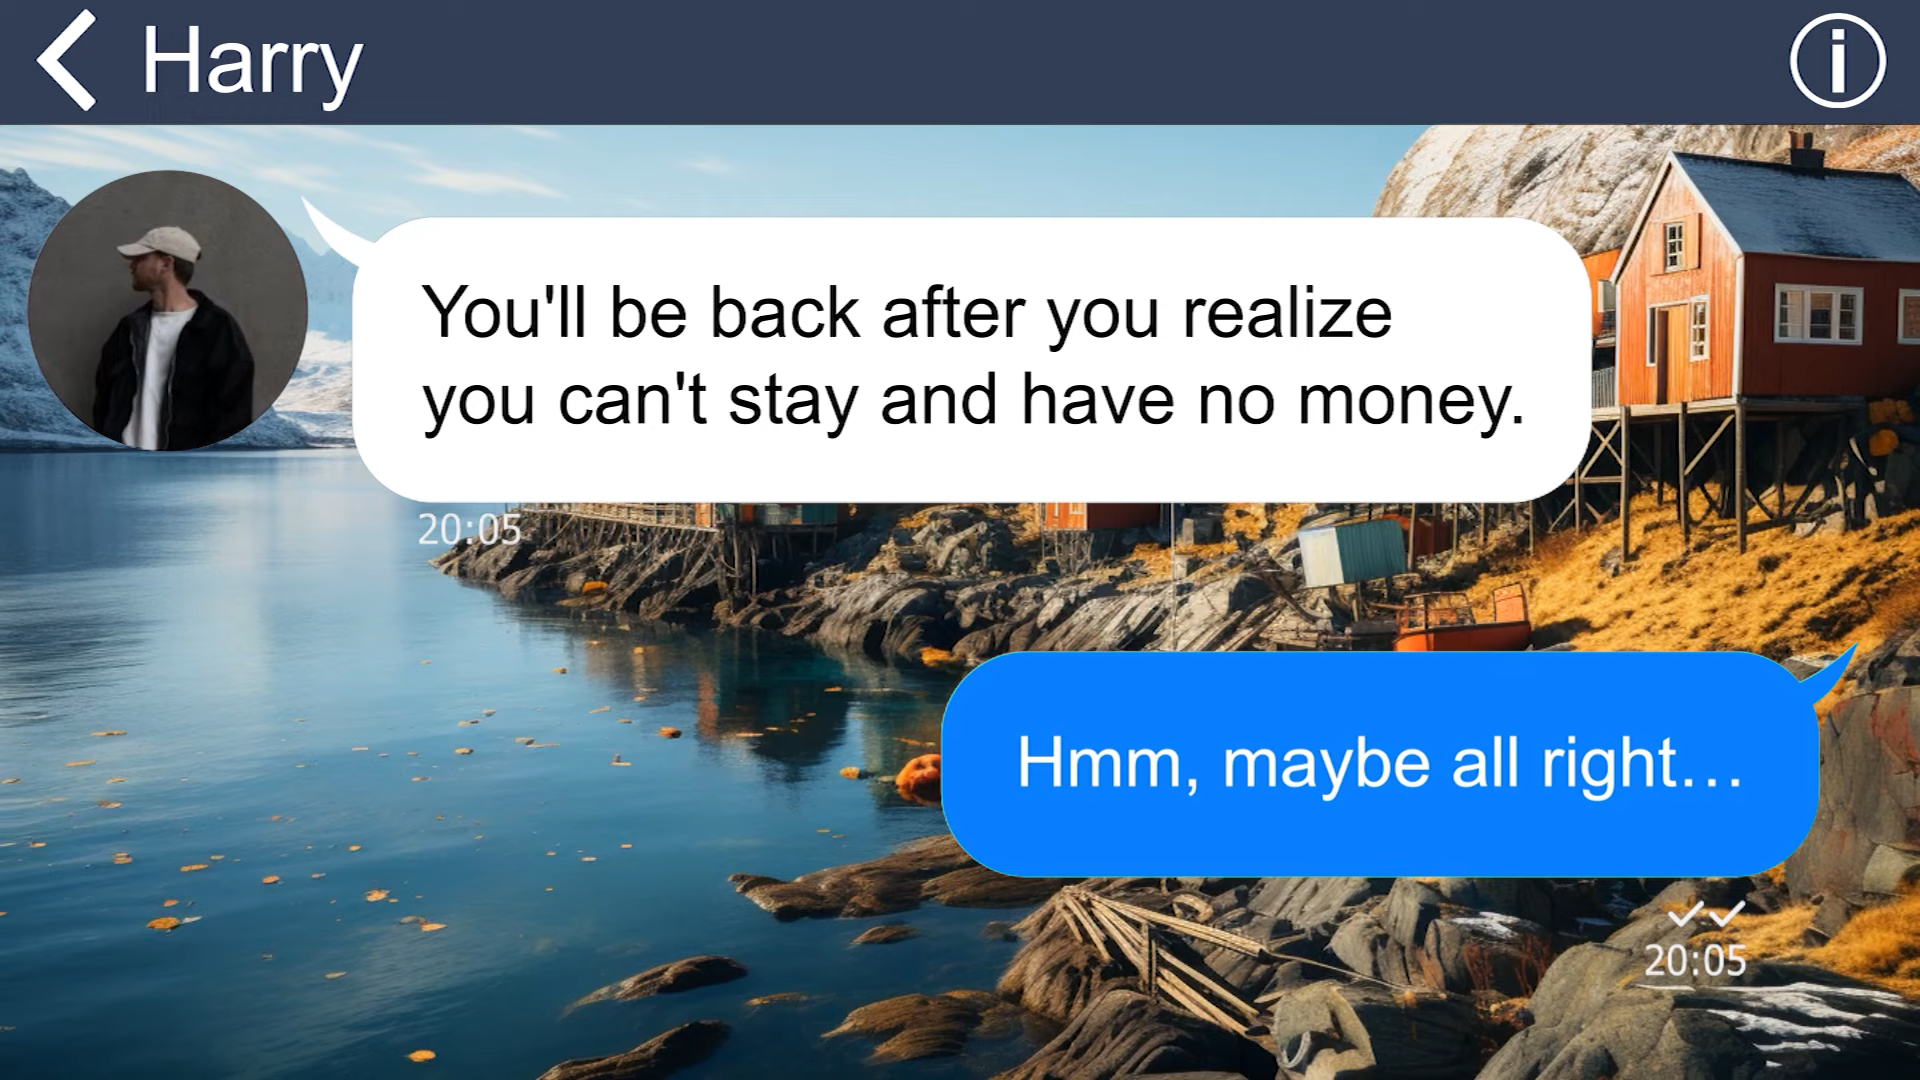 Harry
You'll be back after you realize
you can't stay and have no money.
20:05
Hmm, maybe all right...
20:05